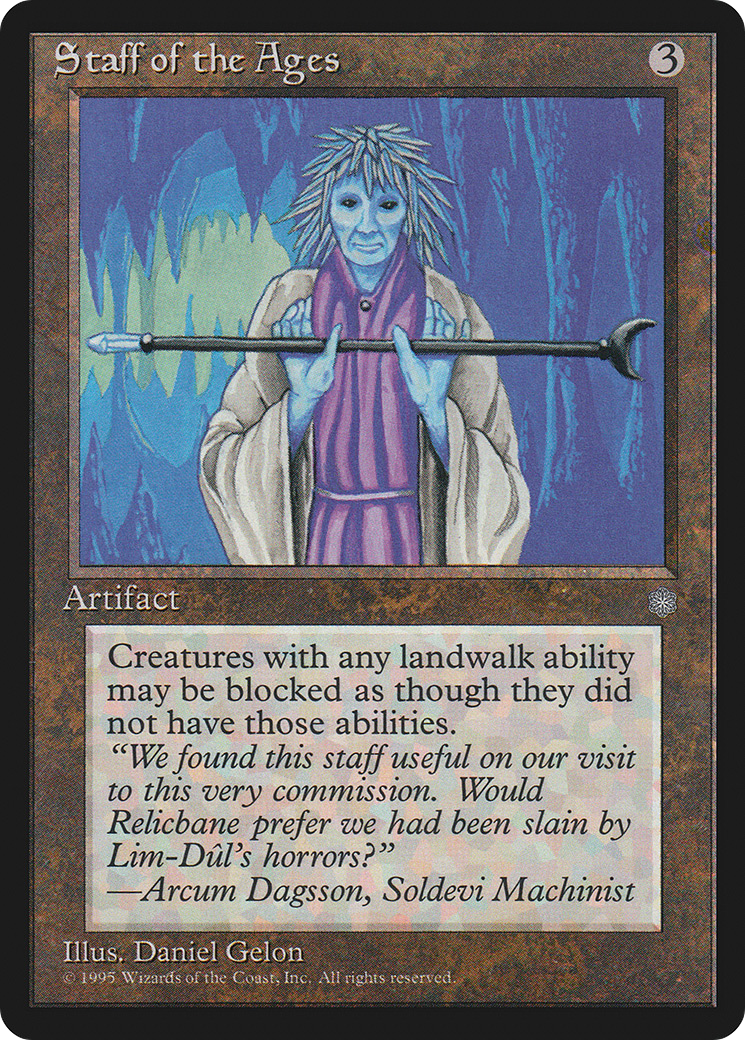 Staff of the Ages
3
Artifact
Creatures with any landwalk ability
may be blocked as though they did
not have those abilities.
“We found this staff useful on our visit
to this very commission. Would
Relicbane prefer we had been slain by
Lim-Dûl’s horrors?”
—Arcum Dagsson, Soldevi Machinist
Illus. Daniel Gelon
© 1995 Wizards of the Coast, Inc. All rights reserved.